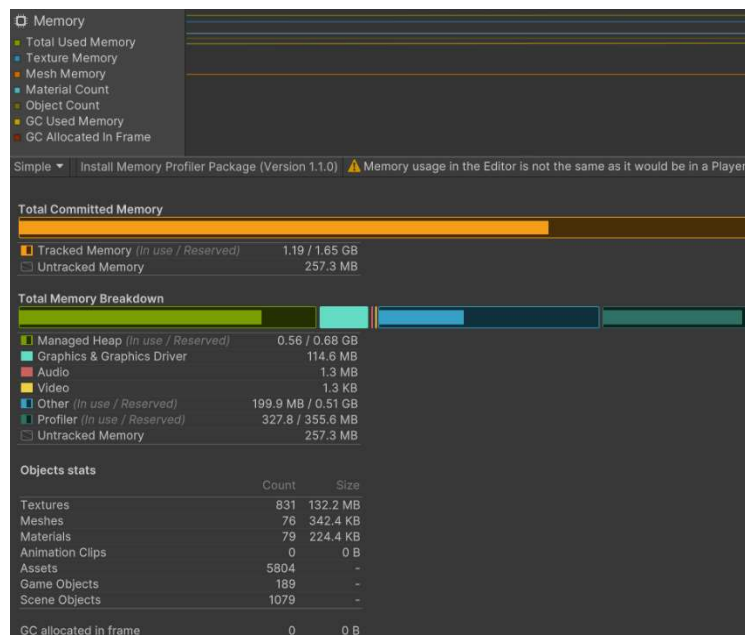 Memory
Total Used Memory
Texture Memory
Mesh Memory
Material Count
Object Count
GC Used Memory
GC Allocated In Frame
Simple Install Memory Profiler Package (Version 1.1.0) Memory usage in the Editor is not the same as it would be in a Player
Total Committed Memory
Tracked Memory (In use / Reserved) 1.19 / 1.65 GB
Untracked Memory 257.3 MB
Total Memory Breakdown
Managed Heap (In use / Reserved) 0.56 / 0.68 GB
Graphics & Graphics Driver 114.6 MB
Audio 1.3 MB
Video 1.3 KB
Other (In use / Reserved) 199.9 MB / 0.51 GB
Profiler (In use / Reserved) 327.8 / 355.6 MB
Untracked Memory 257.3 MB
Objects stats
Count Size
Textures 831 132.2 MB
Meshes 76 342.4 KB
Materials 79 224.4 KB
Animation Clips 0 0 B
Assets 5804 -
Game Objects 189 -
Scene Objects 1079 -
GC allocated in frame 0 0 B